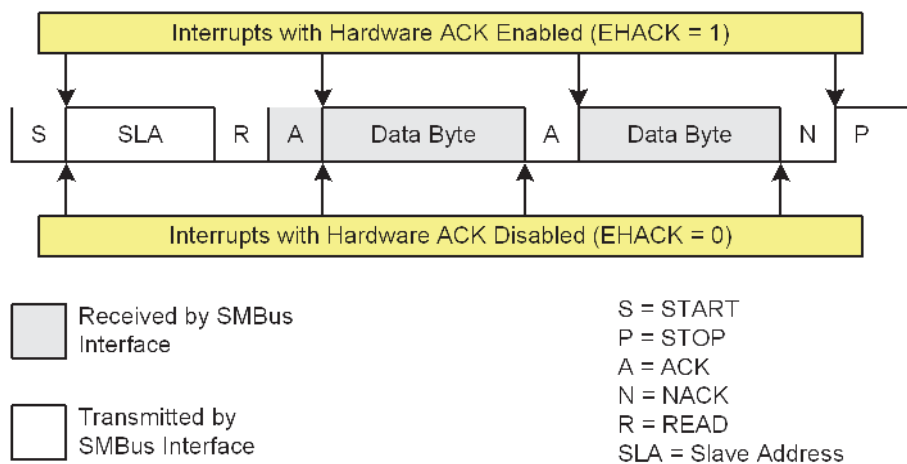 Interrupts with Hardware ACK Enabled (EHACK = 1)
S SLA R A Data Byte A Data Byte N P
Interrupts with Hardware ACK Disabled (EHACK = 0)
Received by SMBus
Interface
Transmitted by
SMBus Interface
S = START
P = STOP
A = ACK
N = NACK
R = READ
SLA = Slave Address